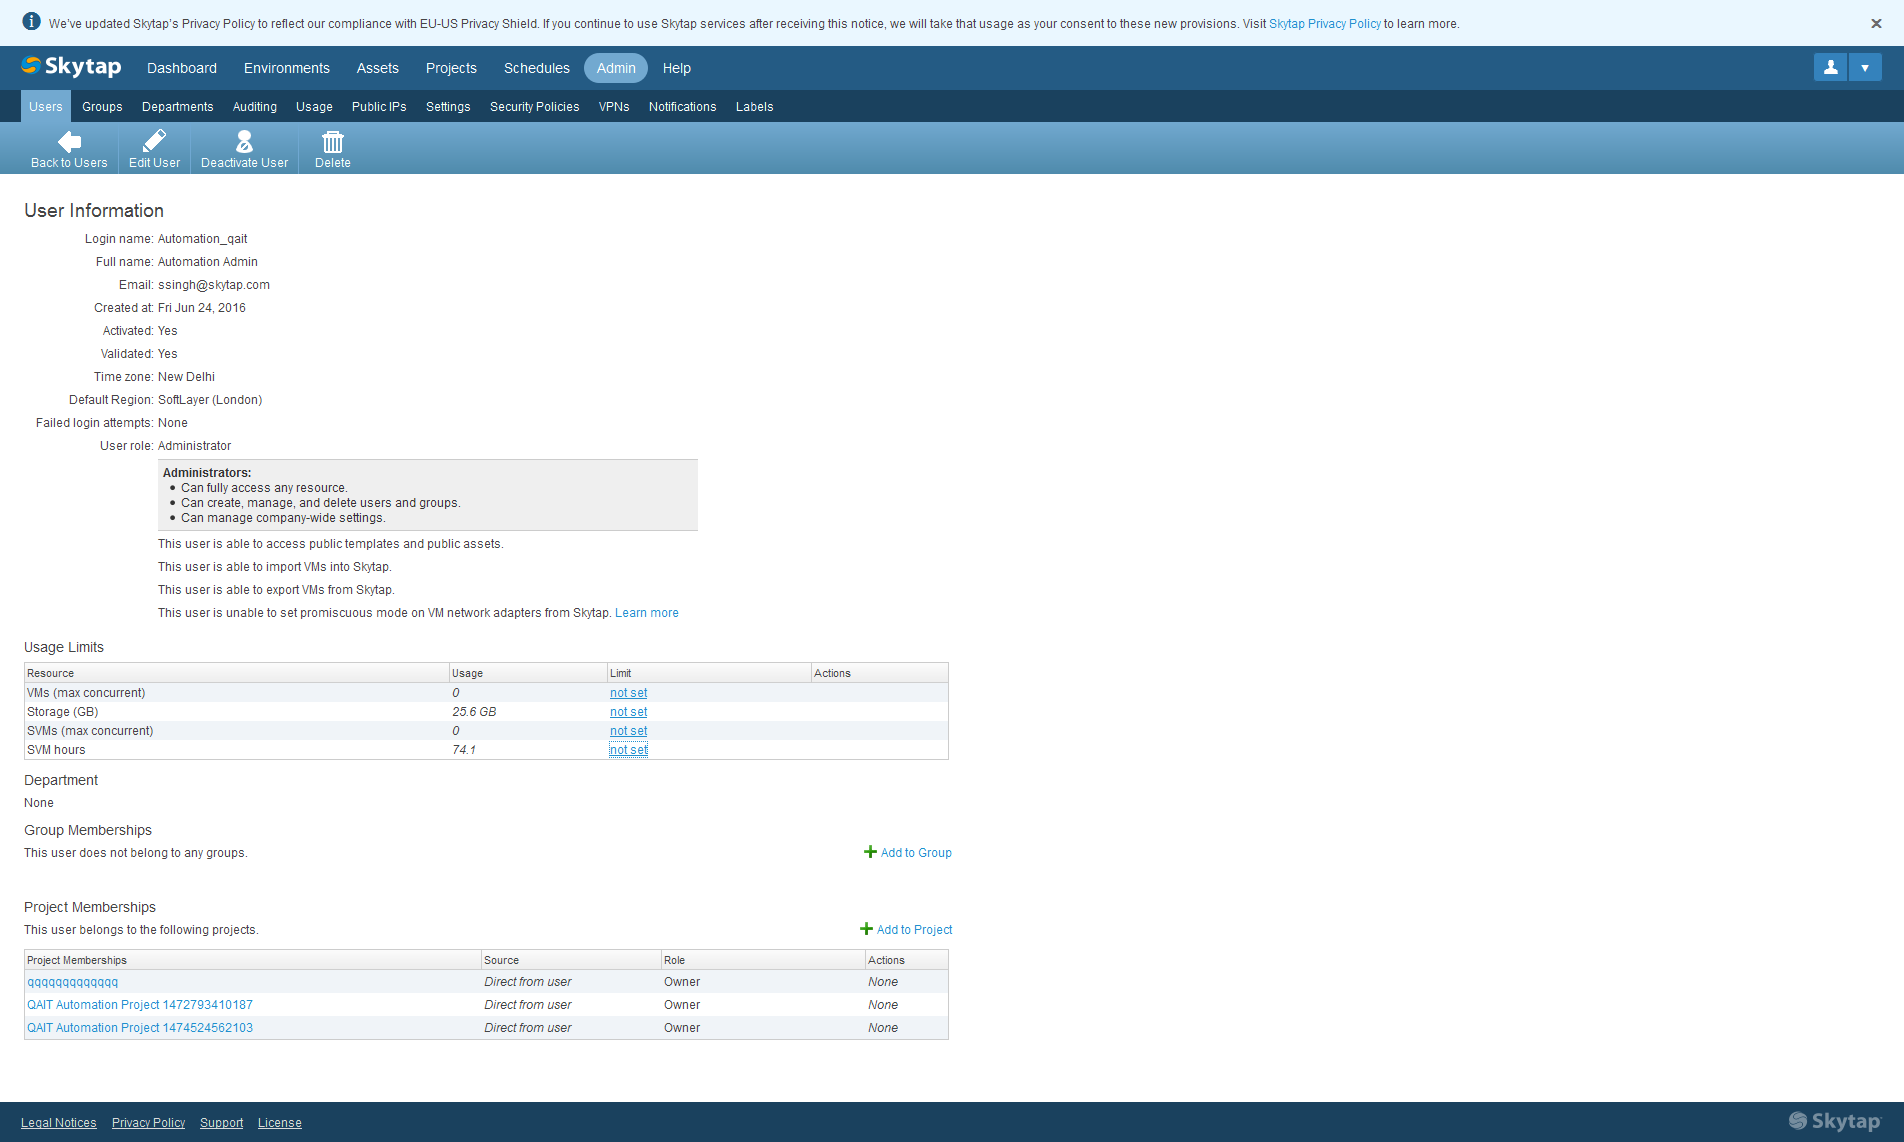 We've updated Skytap's Privacy Policy to reflect our compliance with EU-US Privacy Shield. If you continue to use Skytap services after receiving this notice, we will take that usage as your consent to these new provisions. Visit Skytap Privacy Policy to learn more.
Skytap Dashboard Environments Assets Projects Schedules Admin Help
Users Groups Departments Auditing Usage Public IPs Settings Security Policies VPNs Notifications Labels
Back to Users Edit User Deactivate User Delete
User Information
Login name: Automation_qait
Full name: Automation Admin
Email: ssingh@skytap.com
Created at: Fri Jun 24, 2016
Activated: Yes
Validated: Yes
Time zone: New Delhi
Default Region: SoftLayer (London)
Failed login attempts: None
User role: Administrator
Administrators:
• Can fully access any resource.
• Can create, manage, and delete users and groups.
• Can manage company-wide settings.
This user is able to access public templates and public assets.
This user is able to import VMs into Skytap.
This user is able to export VMs from Skytap.
This user is unable to set promiscuous mode on VM network adapters from Skytap. Learn more
Usage Limits
Resource Usage Limit Actions
VMs (max concurrent) 0 not set
Storage (GB) 25.6 GB not set
SVMs (max concurrent) 0 not set
SVM hours 74.1 not set
Department
None
Group Memberships
This user does not belong to any groups. Add to Group
Project Memberships
This user belongs to the following projects. Add to Project
Project Memberships Source Role Actions
qqqqqqqqqqqqq Direct from user Owner None
QAIT Automation Project 1472793410187 Direct from user Owner None
QAIT Automation Project 1474524562103 Direct from user Owner None
Legal Notices Privacy Policy Support License Skytap